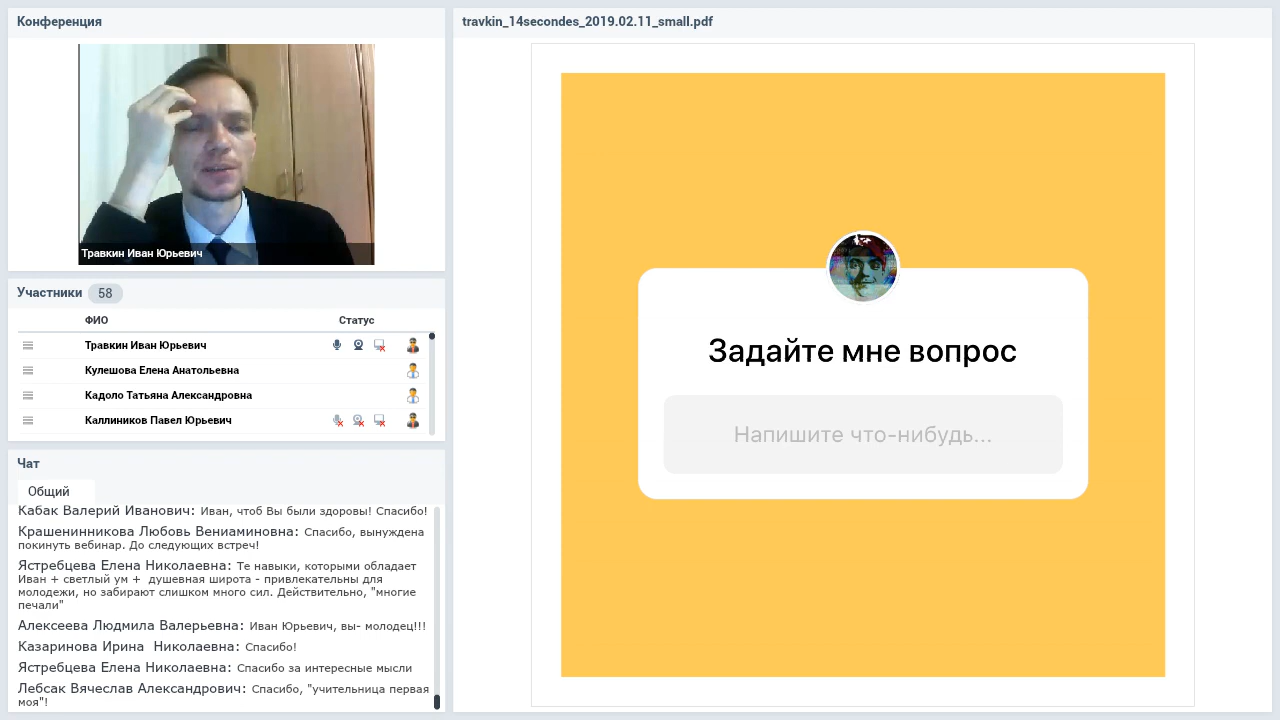 Конференция
Травкин Иван Юрьевич
Участники 58
ФИО Статус
Травкин Иван Юрьевич
Кулешова Елена Анатольевна
Кадоло Татьяна Александровна
Каллиников Павел Юрьевич
Чат
Общий
Кабак Валерий Иванович: Иван, чтоб Вы были здоровы! Спасибо!
Крашенинникова Любовь Вениаминовна: Спасибо, вынуждена
покинуть вебинар. До следующих встреч!
Ястребцева Елена Николаевна: Те навыки, которыми обладает
Иван + светлый ум + душевная широта - привлекательны для
молодежи, но забирают слишком много сил. Действительно, "многие
печали"
Алексеева Людмила Валерьевна: Иван Юрьевич, вы- молодец!!!
Казаринова Ирина Николаевна: Спасибо!
Ястребцева Елена Николаевна: Спасибо за интересные мысли
Лебсак Вячеслав Александрович: Спасибо, "учительница первая
моя"!
travkin_14secondes_2019.02.11_small.pdf
Задайте мне вопрос
Напишите что-нибудь...